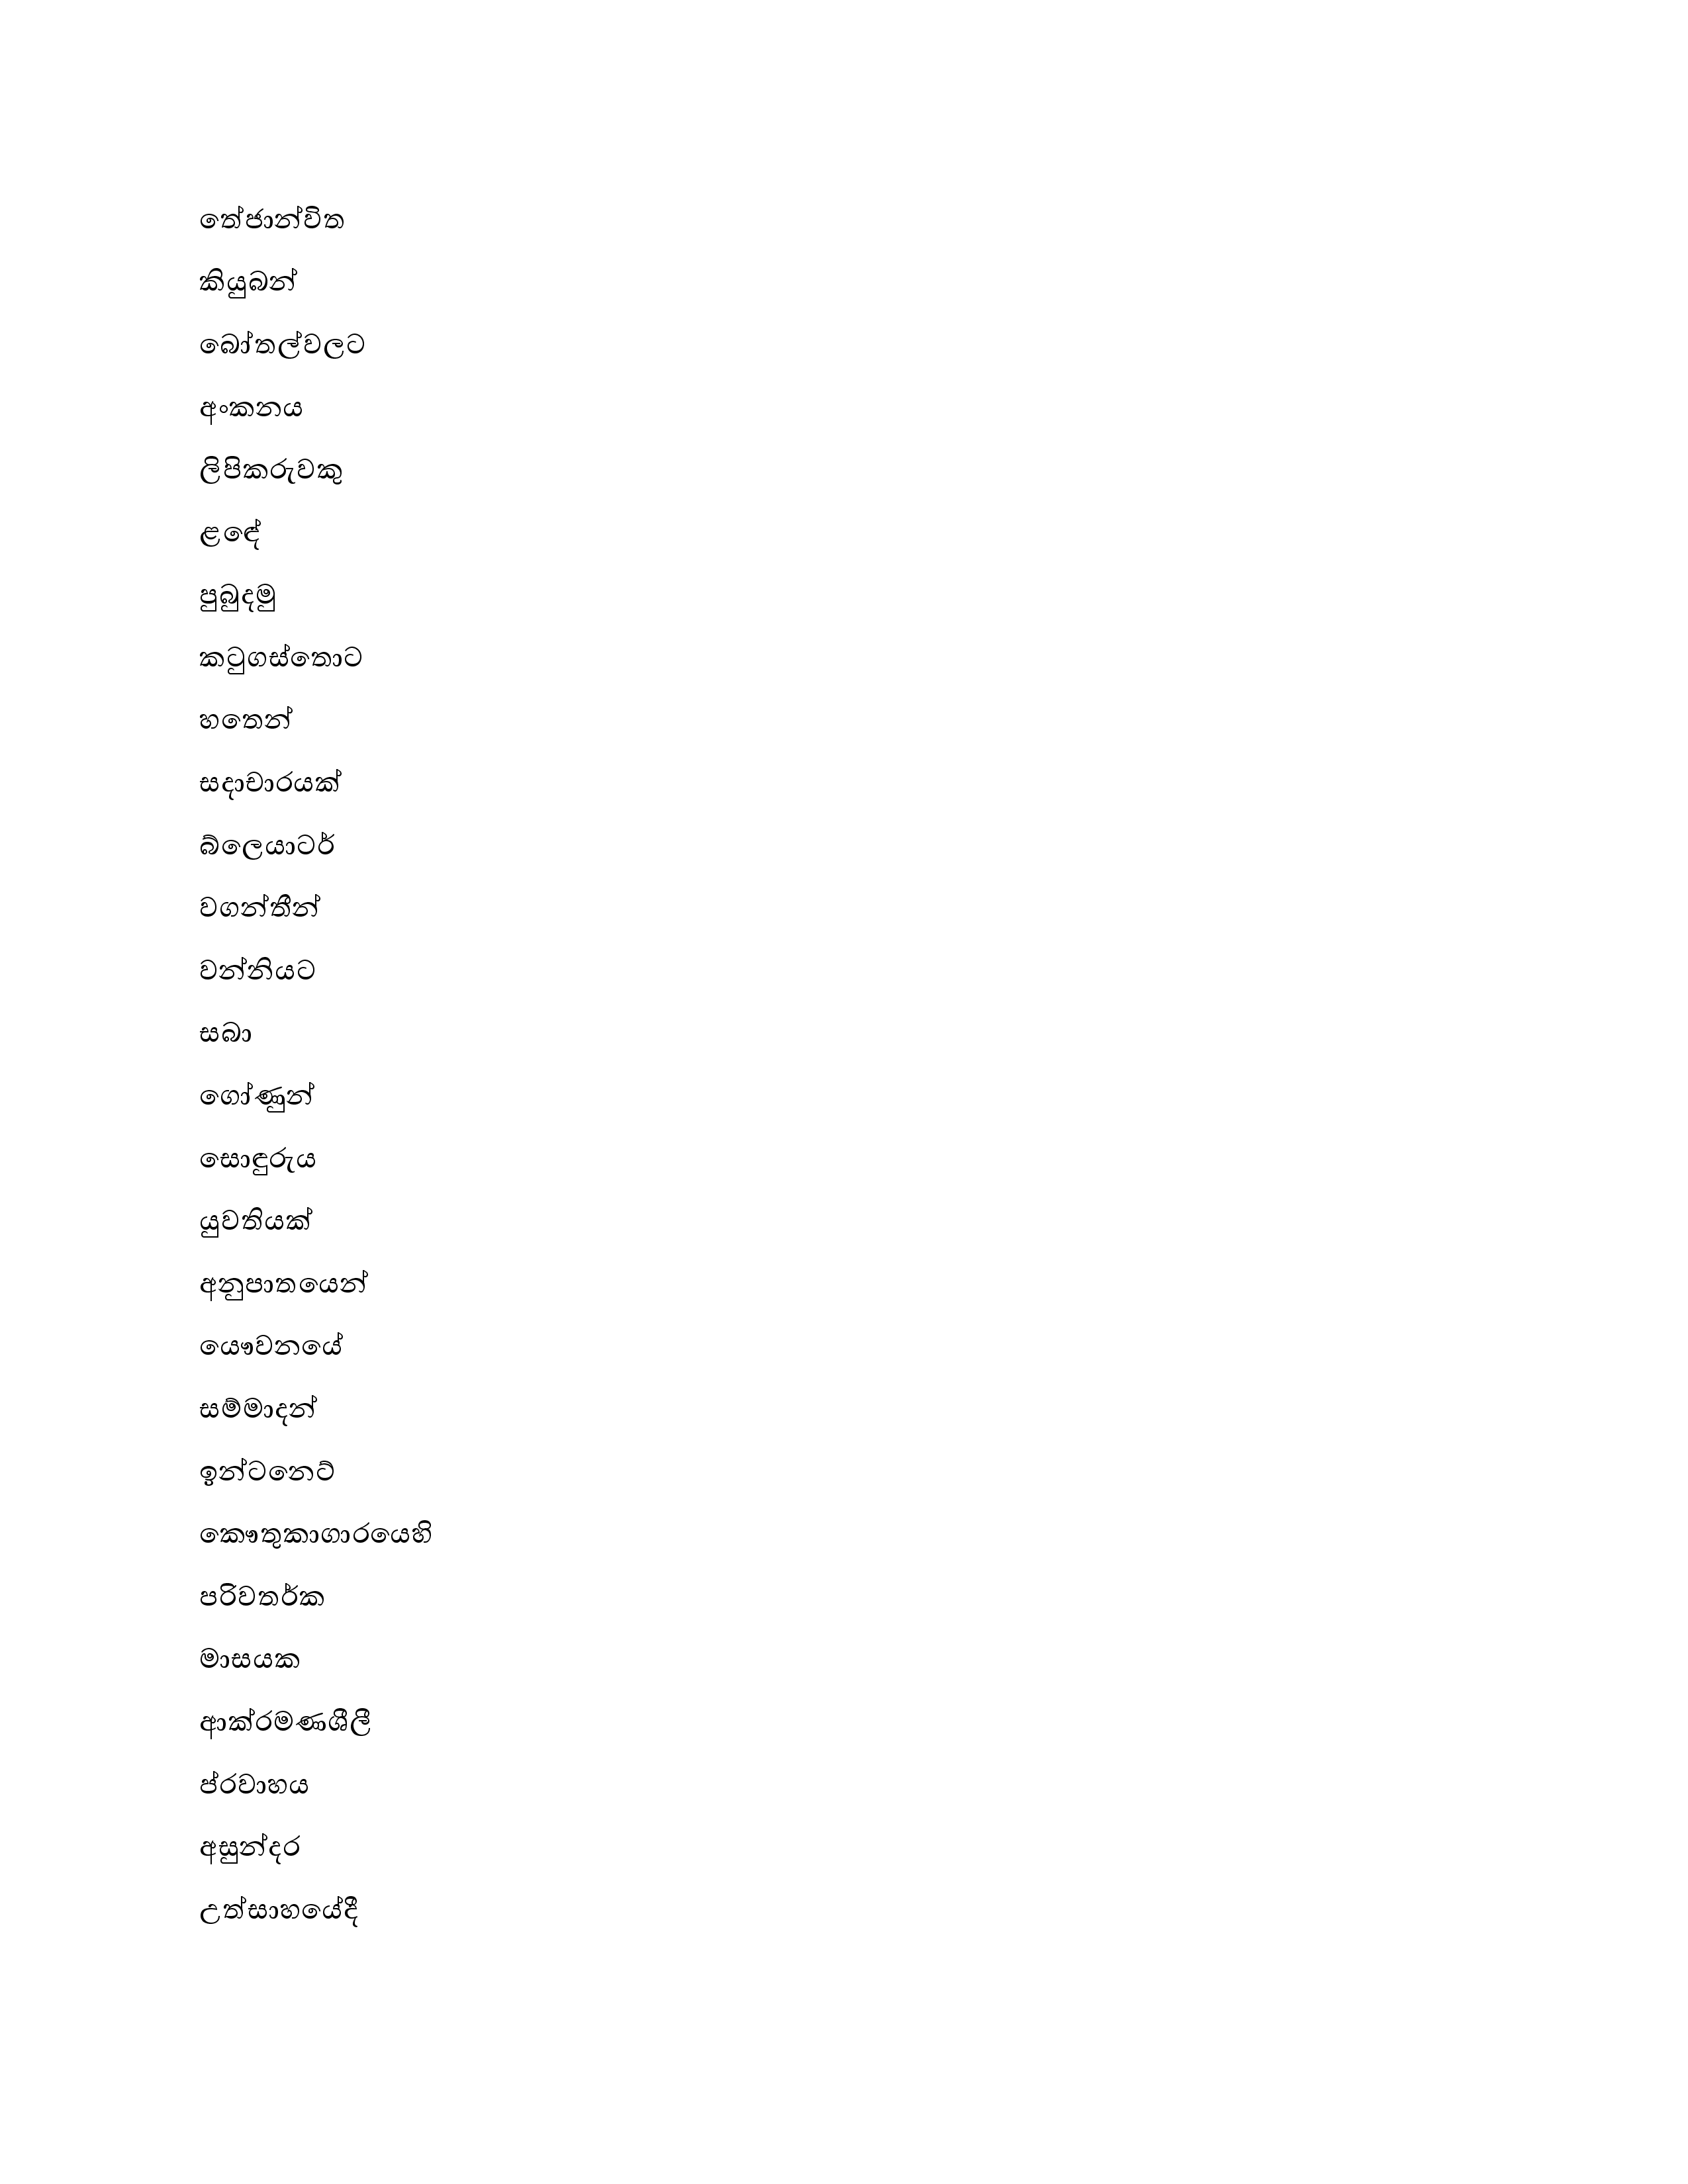 තේජාන්විත
කියුබන්
බෝතල්වලට
අංකනය
ලිපිකරුවකු
ළඳේ
පුබුදමු
කටුගස්තොට
හතෙන්
සදාචාරයක්
බ්ලෙයාටර්
වගන්තීන්
වන්නියට
සබා
ගෝණුන්
සොඳුරුය
යුවතියක්
අනුපාතයෙන්
යෞවනයේ
සම්මාදන්
ඉන්ටනෙට්
කෞතුකාගාරයෙහි
පරිවතර්ක
මාසයක
ආක්රමණශීලී
ප්රවාහය
අසුන්දර
උත්සාහයේදී